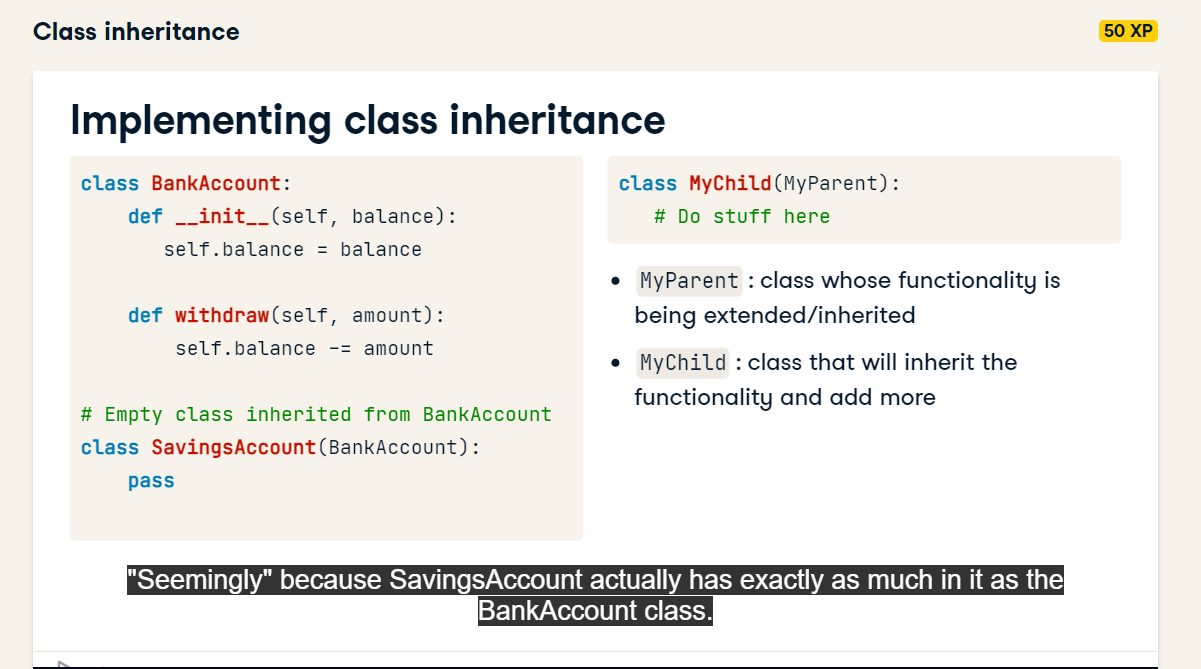 Class inheritance
50 XP
Implementing class inheritance
class BankAccount:
    def __init__(self, balance):
       self.balance = balance
    def withdraw(self, amount):
        self.balance -= amount
# Empty class inherited from BankAccount
class SavingsAccount(BankAccount):
    pass
class MyChild(MyParent):
   # Do stuff here
• MyParent : class whose functionality is
being extended/inherited
• MyChild : class that will inherit the
functionality and add more
"Seemingly" because SavingsAccount actually has exactly as much in it as the
BankAccount class.